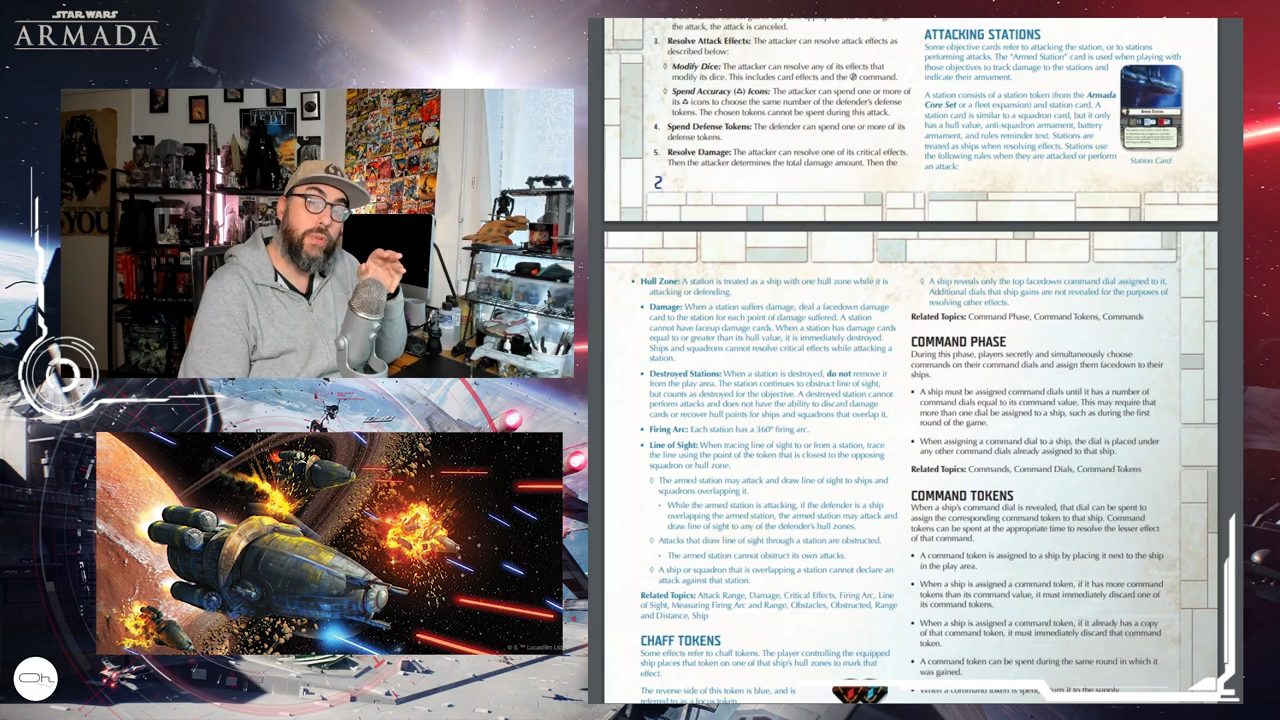 STAR WARS
ARMADA
YOU
© & ™ Lucasfilm Ltd
the attack, the attack is canceled.
3. Resolve Attack Effects: The attacker can resolve attack effects as
described below:
◊ Modify Dice: The attacker can resolve any of its effects that
modify its dice. This includes card effects and the command.
◊ Spend Accuracy ( ) Icons: The attacker can spend one or more of
its icons to choose the same number of the defender's defense
tokens. The chosen tokens cannot be spent during this attack.
4. Spend Defense Tokens: The defender can spend one or more of its
defense tokens.
5. Resolve Damage: The attacker can resolve one of its critical effects.
Then the attacker determines the total damage amount. Then the
2
ATTACKING STATIONS
Some objective cards refer to attacking the station, or to stations
performing attacks. The "Armed Station" card is used when playing with
those objectives to track damage to the stations and
indicate their armament.
A station consists of a station token (from the Armada
Core Set or a fleet expansion) and station card. A
station card is similar to a squadron card, but it only
has a hull value, anti-squadron armament, battery
armament, and rules reminder text. Stations are
treated as ships when resolving effects. Stations use
the following rules when they are attacked or perform
an attack:
Station Card
• Hull Zone: A station is treated as a ship with one hull zone while it is
attacking or defending.
• Damage: When a station suffers damage, deal a facedown damage
card to the station for each point of damage suffered. A station
cannot have faceup damage cards. When a station has damage cards
equal to or greater than its hull value, it is immediately destroyed.
Ships and squadrons cannot resolve critical effects while attacking a
station.
• Destroyed Stations: When a station is destroyed, do not remove it
from the play area. The station continues to obstruct line of sight,
but counts as destroyed for the objective. A destroyed station cannot
perform attacks and does not have the ability to discard damage
cards or recover hull points for ships and squadrons that overlap it.
• Firing Arc: Each station has a 360° firing arc.
• Line of Sight: When tracing line of sight to or from a station, trace
the line using the point of the token that is closest to the opposing
squadron or hull zone.
◊ The armed station may attack and draw line of sight to ships and
squadrons overlapping it.
• While the armed station is attacking, if the defender is a ship
overlapping the armed station, the armed station may attack and
draw line of sight to any of the defender's hull zones.
◊ Attacks that draw line of sight through a station are obstructed.
• The armed station cannot obstruct its own attacks.
◊ A ship or squadron that is overlapping a station cannot declare an
attack against that station.
Related Topics: Attack Range, Damage, Critical Effects, Firing Arc, Line
of Sight, Measuring Firing Arc and Range, Obstacles, Obstructed, Range
and Distance, Ship
CHAFF TOKENS
Some effects refer to chaff tokens. The player controlling the equipped
ship places that token on one of that ship's hull zones to mark that
effect.
The reverse side of this token is blue, and is
referred to as a focus token.
◊ A ship reveals only the top facedown command dial assigned to it.
Additional dials that ship gains are not revealed for the purposes of
resolving other effects.
Related Topics: Command Phase, Command Tokens, Commands
COMMAND PHASE
During this phase, players secretly and simultaneously choose
commands on their command dials and assign them facedown to their
ships.
• A ship must be assigned command dials until it has a number of
command dials equal to its command value. This may require that
more than one dial be assigned to a ship, such as during the first
round of the game.
• When assigning a command dial to a ship, the dial is placed under
any other command dials already assigned to that ship.
Related Topics: Commands, Command Dials, Command Tokens
COMMAND TOKENS
When a ship's command dial is revealed, that dial can be spent to
assign the corresponding command token to that ship. Command
tokens can be spent at the appropriate time to resolve the lesser effect
of that command.
• A command token is assigned to a ship by placing it next to the ship
in the play area.
• When a ship is assigned a command token, if it has more command
tokens than its command value, it must immediately discard one of
its command tokens.
• When a ship is assigned a command token, if it already has a copy
of that command token, it must immediately discard that command
token.
• A command token can be spent during the same round in which it
was gained.
• When a command token is spent, turn it to the supply.